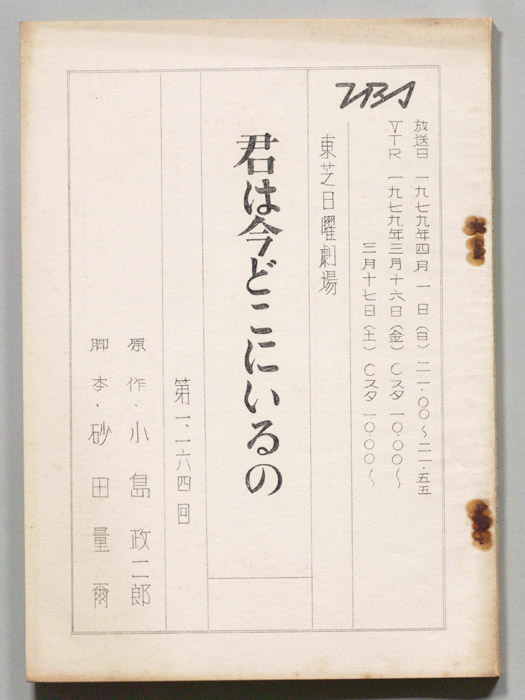 TBS
放送日 一九七九年四月一日(日)二一・〇〇〜二一・五五
VTR 一九七九年三月十六日(金)Cスタ一〇・〇〇〜
三月十七日(土)Cスタ一〇・〇〇〜
東芝日曜劇場
君は今どこにいるの
第一、一六四回
原作・小島政二郎
脚本・砂田量爾